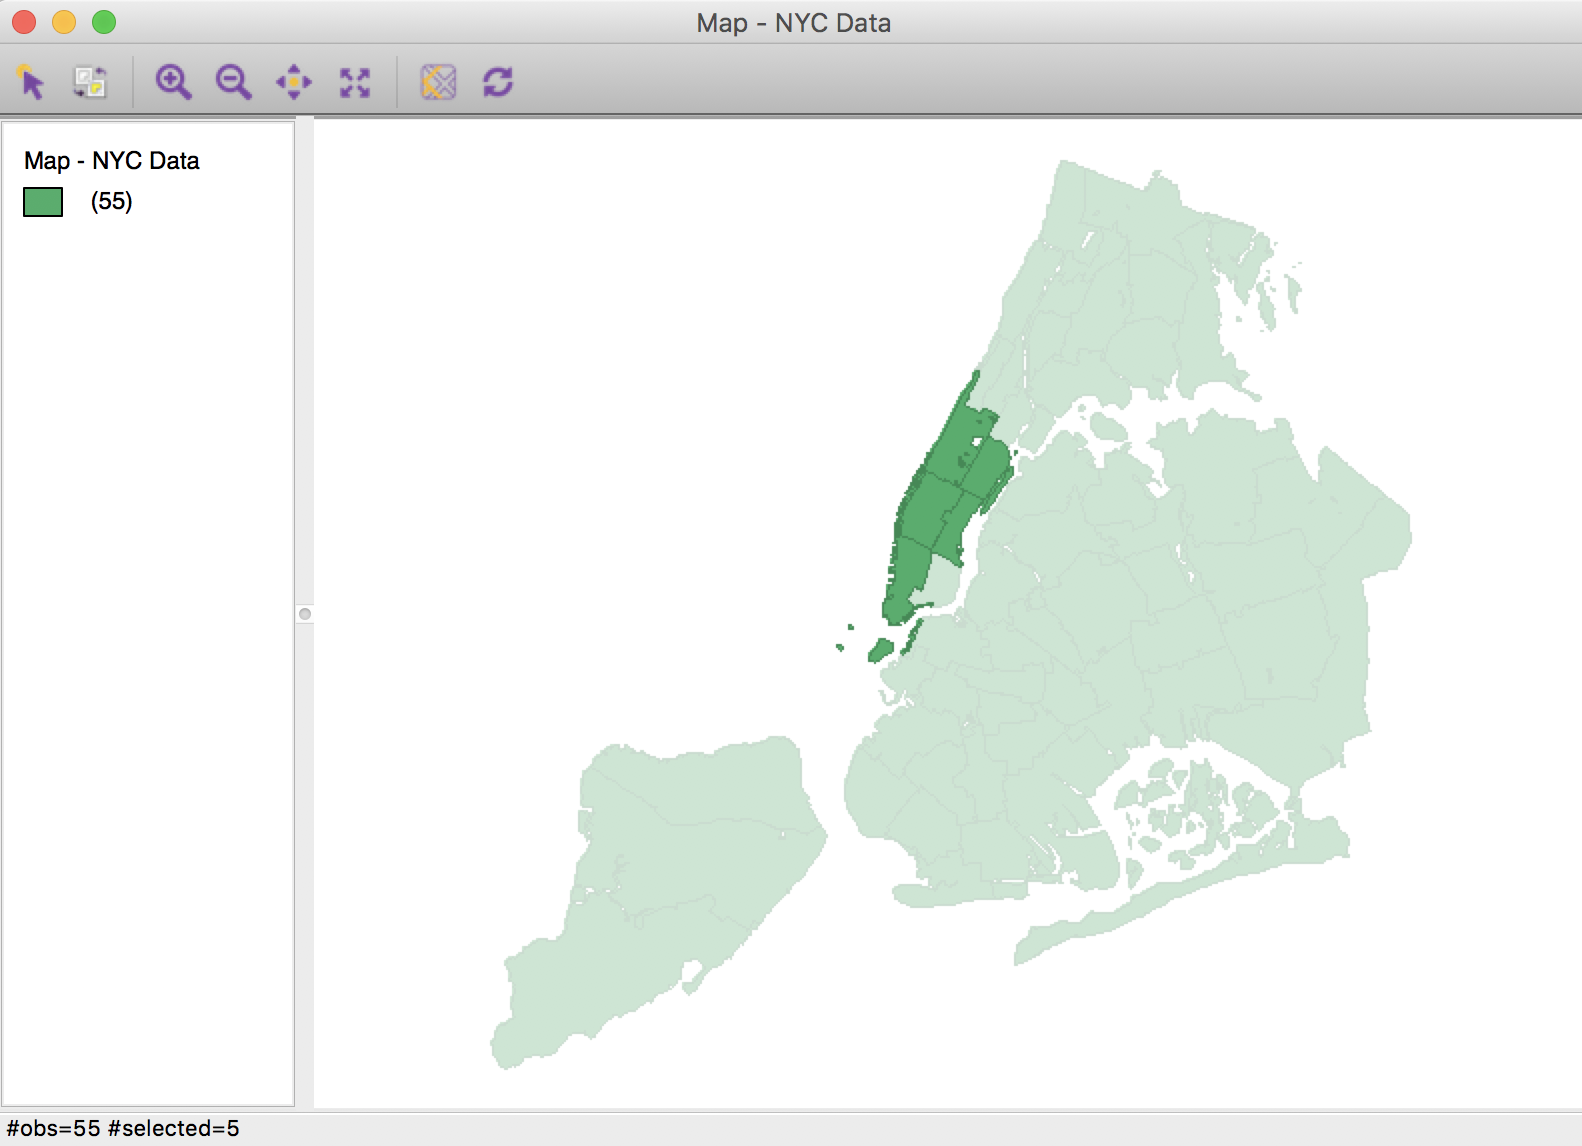 Map - NYC Data
Map - NYC Data
(55)
#obs=55 #selected=5